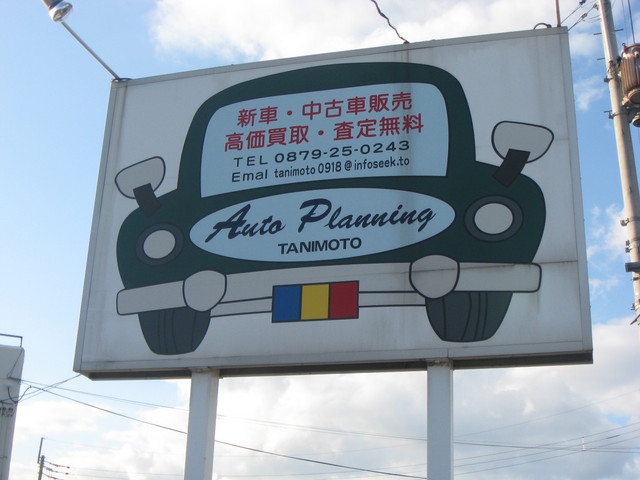 新車・中古車販売
高価買取・査定無料
TEL 0879-25-0243
Emal tanimoto 0918@infoseek.to
Auto Planning
TANIMOTO